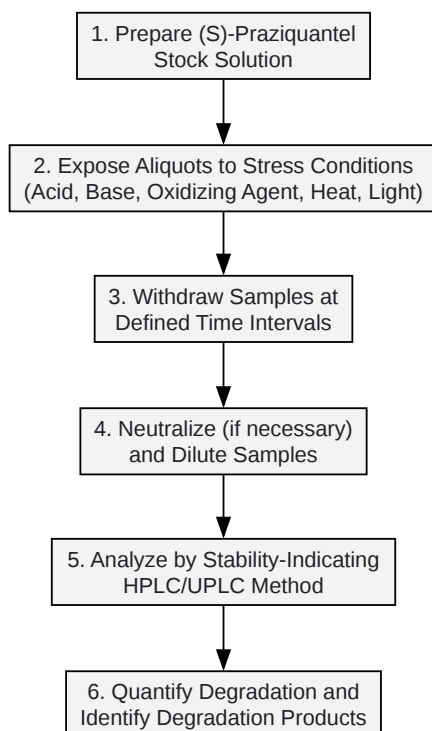 1. Prepare (S)-Praziquantel
Stock Solution
2. Expose Aliquots to Stress Conditions
(Acid, Base, Oxidizing Agent, Heat, Light)
3. Withdraw Samples at
Defined Time Intervals
4. Neutralize (if necessary)
and Dilute Samples
5. Analyze by Stability-Indicating
HPLC/UPLC Method
6. Quantify Degradation and
Identify Degradation Products